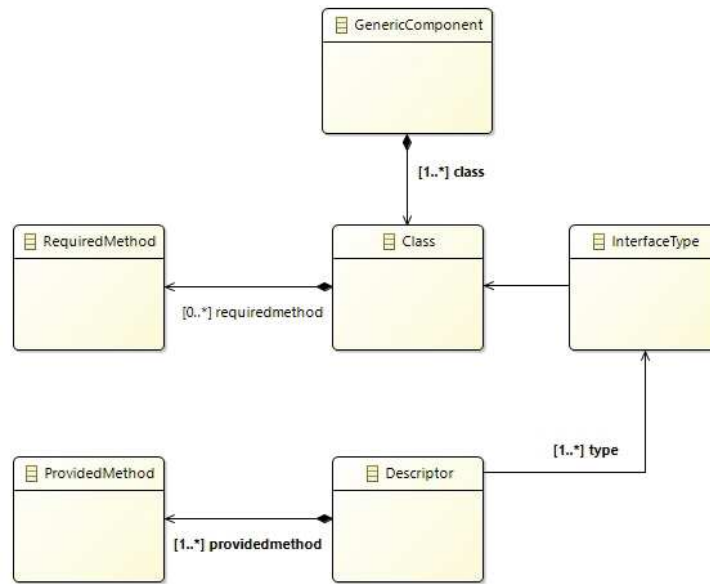 GenericComponent
[1..*] class
RequiredMethod
Class
InterfaceType
[0..*] requiredmethod
[1..*] type
ProvidedMethod
Descriptor
[1..*] providedmethod